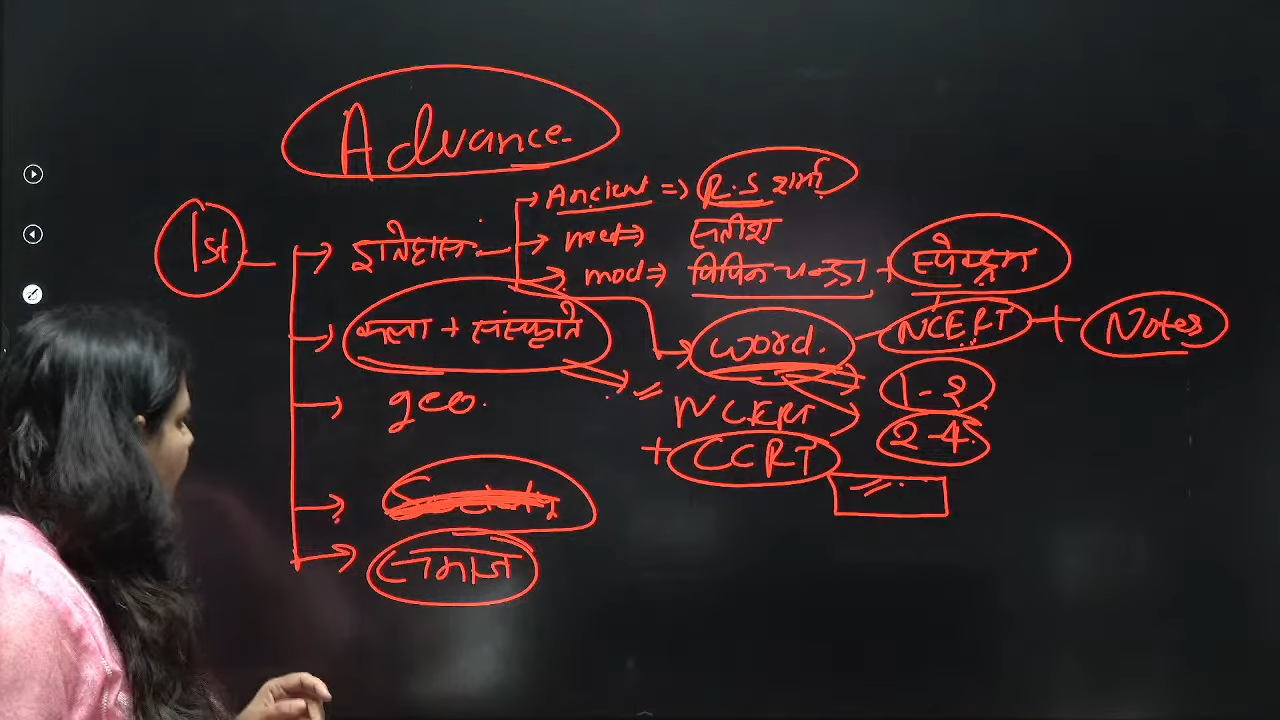 Advance
1st
इतिहास
Ancient => R.S शर्मा
med => सतीश
mod => विपिन चन्द्रा + स्पेक्ट्रम
कला + संस्कृति
word. NCERT + Notes
geo.
NCERT 1-2
+ CCRT 2-4
समाज